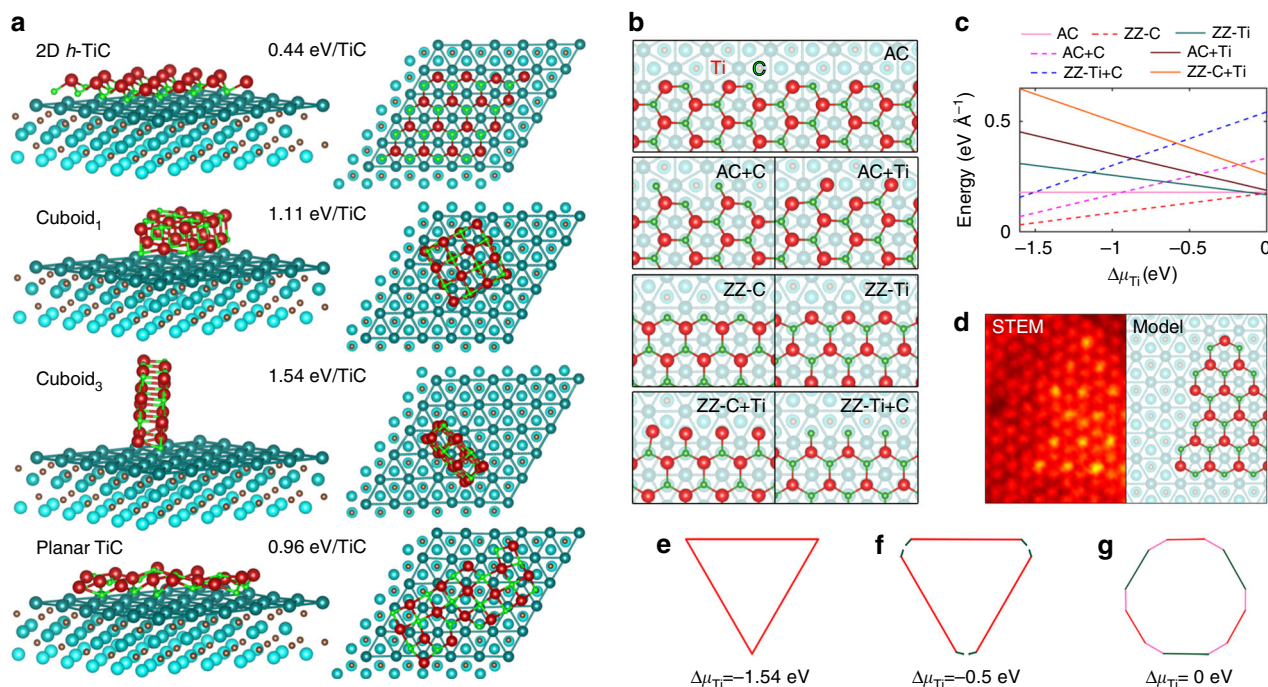 a
2D h-TiC
0.44 eV/TiC
Cuboid1
1.11 eV/TiC
Cuboid3
1.54 eV/TiC
Planar TiC
0.96 eV/TiC
b
Ti
C
AC
AC+C
AC+Ti
ZZ-C
ZZ-Ti
ZZ-C+Ti
ZZ-Ti+C
c
AC
ZZ-C
ZZ-Ti
AC+C
AC+Ti
ZZ-Ti+C
ZZ-C+Ti
Energy (eV Å⁻¹)
0.5
0
−1.5
−1
−0.5
0
ΔμTi (eV)
d
STEM
Model
e
ΔμTi=−1.54 eV
f
ΔμTi=−0.5 eV
g
ΔμTi= 0 eV